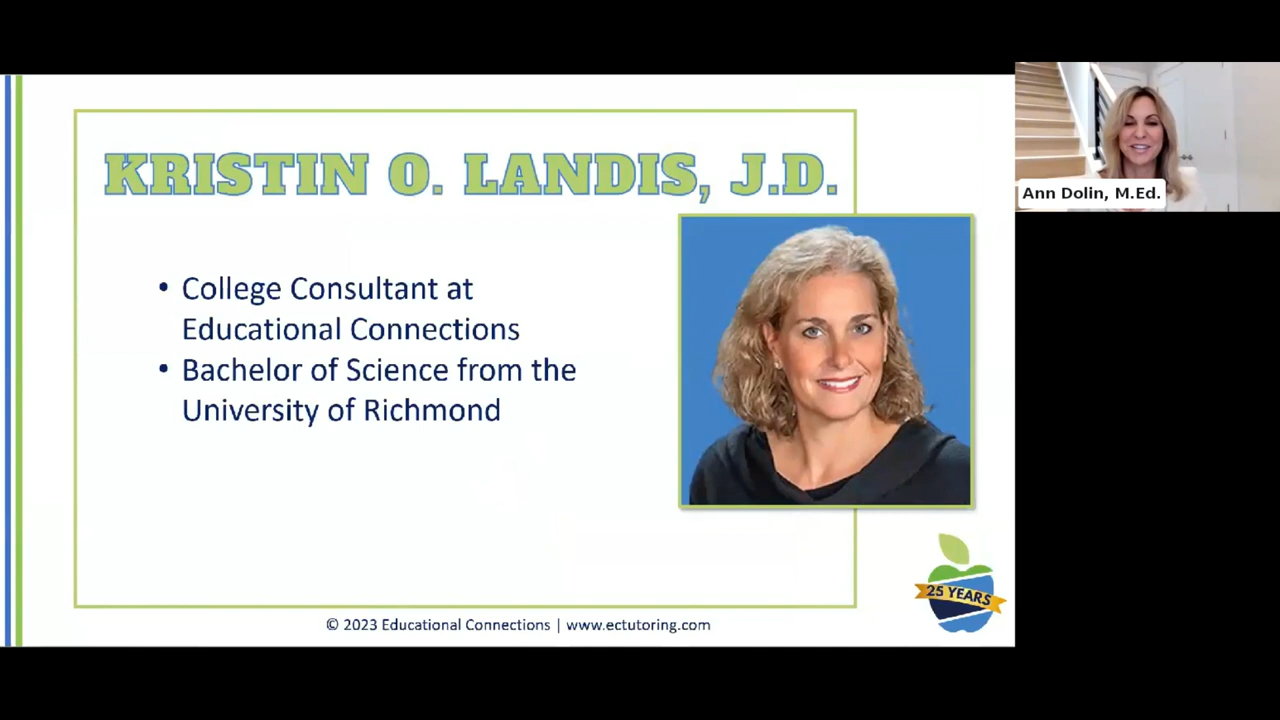 KRISTIN O. LANDIS, J.D.
Ann Dolin, M.Ed.
• College Consultant at
Educational Connections
• Bachelor of Science from the
University of Richmond
25 YEARS
© 2023 Educational Connections | www.ectutoring.com